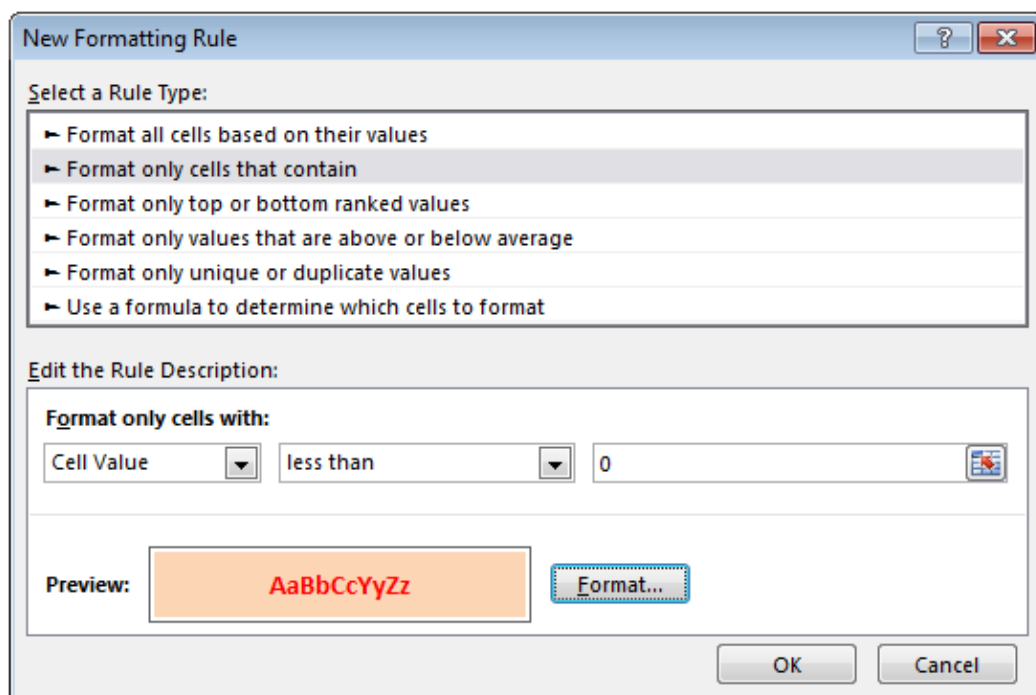 New Formatting Rule
Select a Rule Type:
► Format all cells based on their values
► Format only cells that contain
► Format only top or bottom ranked values
► Format only values that are above or below average
► Format only unique or duplicate values
► Use a formula to determine which cells to format
Edit the Rule Description:
Format only cells with:
Cell Value less than 0
Preview: AaBbCcYyZz Format...
OK Cancel